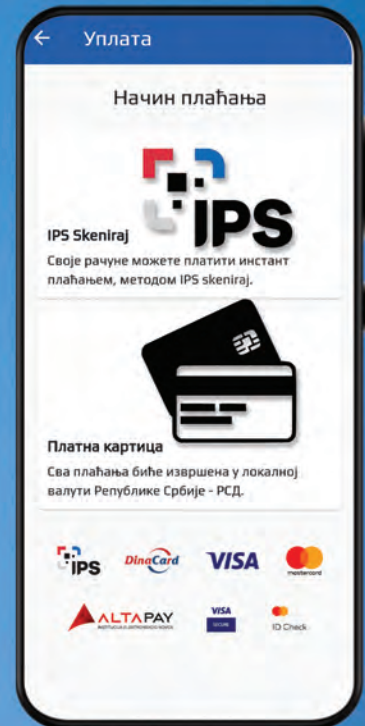 Уплата
Начин плаћања
IPS
IPS Skeniraj
Своје рачуне можете платити инстант
плаћањем, методом IPS skeniraj.
Платна картица
Сва плаћања биће извршена у локалној
валути Републике Србије - РСД.
IPS DinaCard VISA mastercard
ALTAPAY VISA ID Check
SECURE